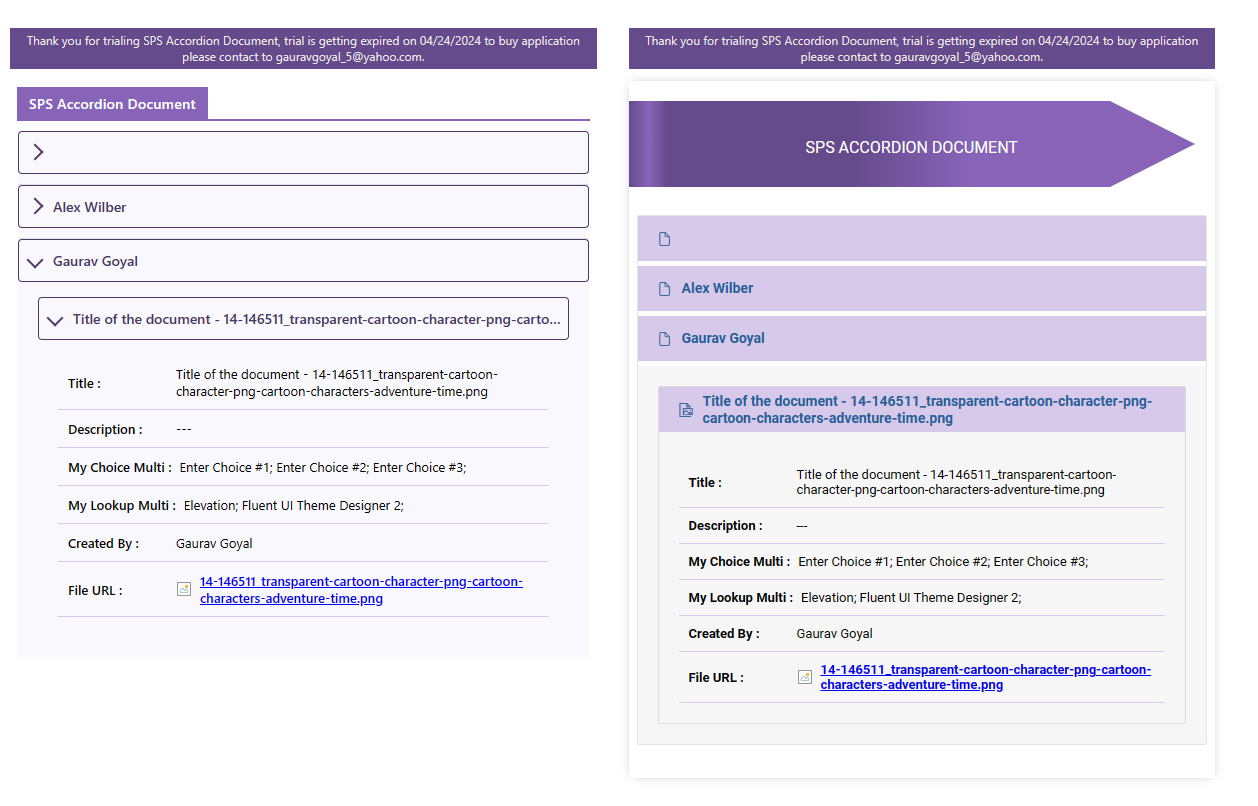 Thank you for trialing SPS Accordion Document, trial is getting expired on 04/24/2024 to buy application
please contact to gauravgoyal_5@yahoo.com.
SPS Accordion Document
Alex Wilber
Gaurav Goyal
Title of the document - 14-146511_transparent-cartoon-character-png-carto...
Title : Title of the document - 14-146511_transparent-cartoon-
character-png-cartoon-characters-adventure-time.png
Description : ---
My Choice Multi : Enter Choice #1; Enter Choice #2; Enter Choice #3;
My Lookup Multi : Elevation; Fluent UI Theme Designer 2;
Created By : Gaurav Goyal
File URL : 14-146511_transparent-cartoon-character-png-cartoon-
characters-adventure-time.png
Thank you for trialing SPS Accordion Document, trial is getting expired on 04/24/2024 to buy application
please contact to gauravgoyal_5@yahoo.com.
SPS ACCORDION DOCUMENT
Alex Wilber
Gaurav Goyal
Title of the document - 14-146511_transparent-cartoon-character-png-
cartoon-characters-adventure-time.png
Title : Title of the document - 14-146511_transparent-cartoon-
character-png-cartoon-characters-adventure-time.png
Description : ---
My Choice Multi : Enter Choice #1; Enter Choice #2; Enter Choice #3;
My Lookup Multi : Elevation; Fluent UI Theme Designer 2;
Created By : Gaurav Goyal
File URL : 14-146511_transparent-cartoon-character-png-cartoon-
characters-adventure-time.png